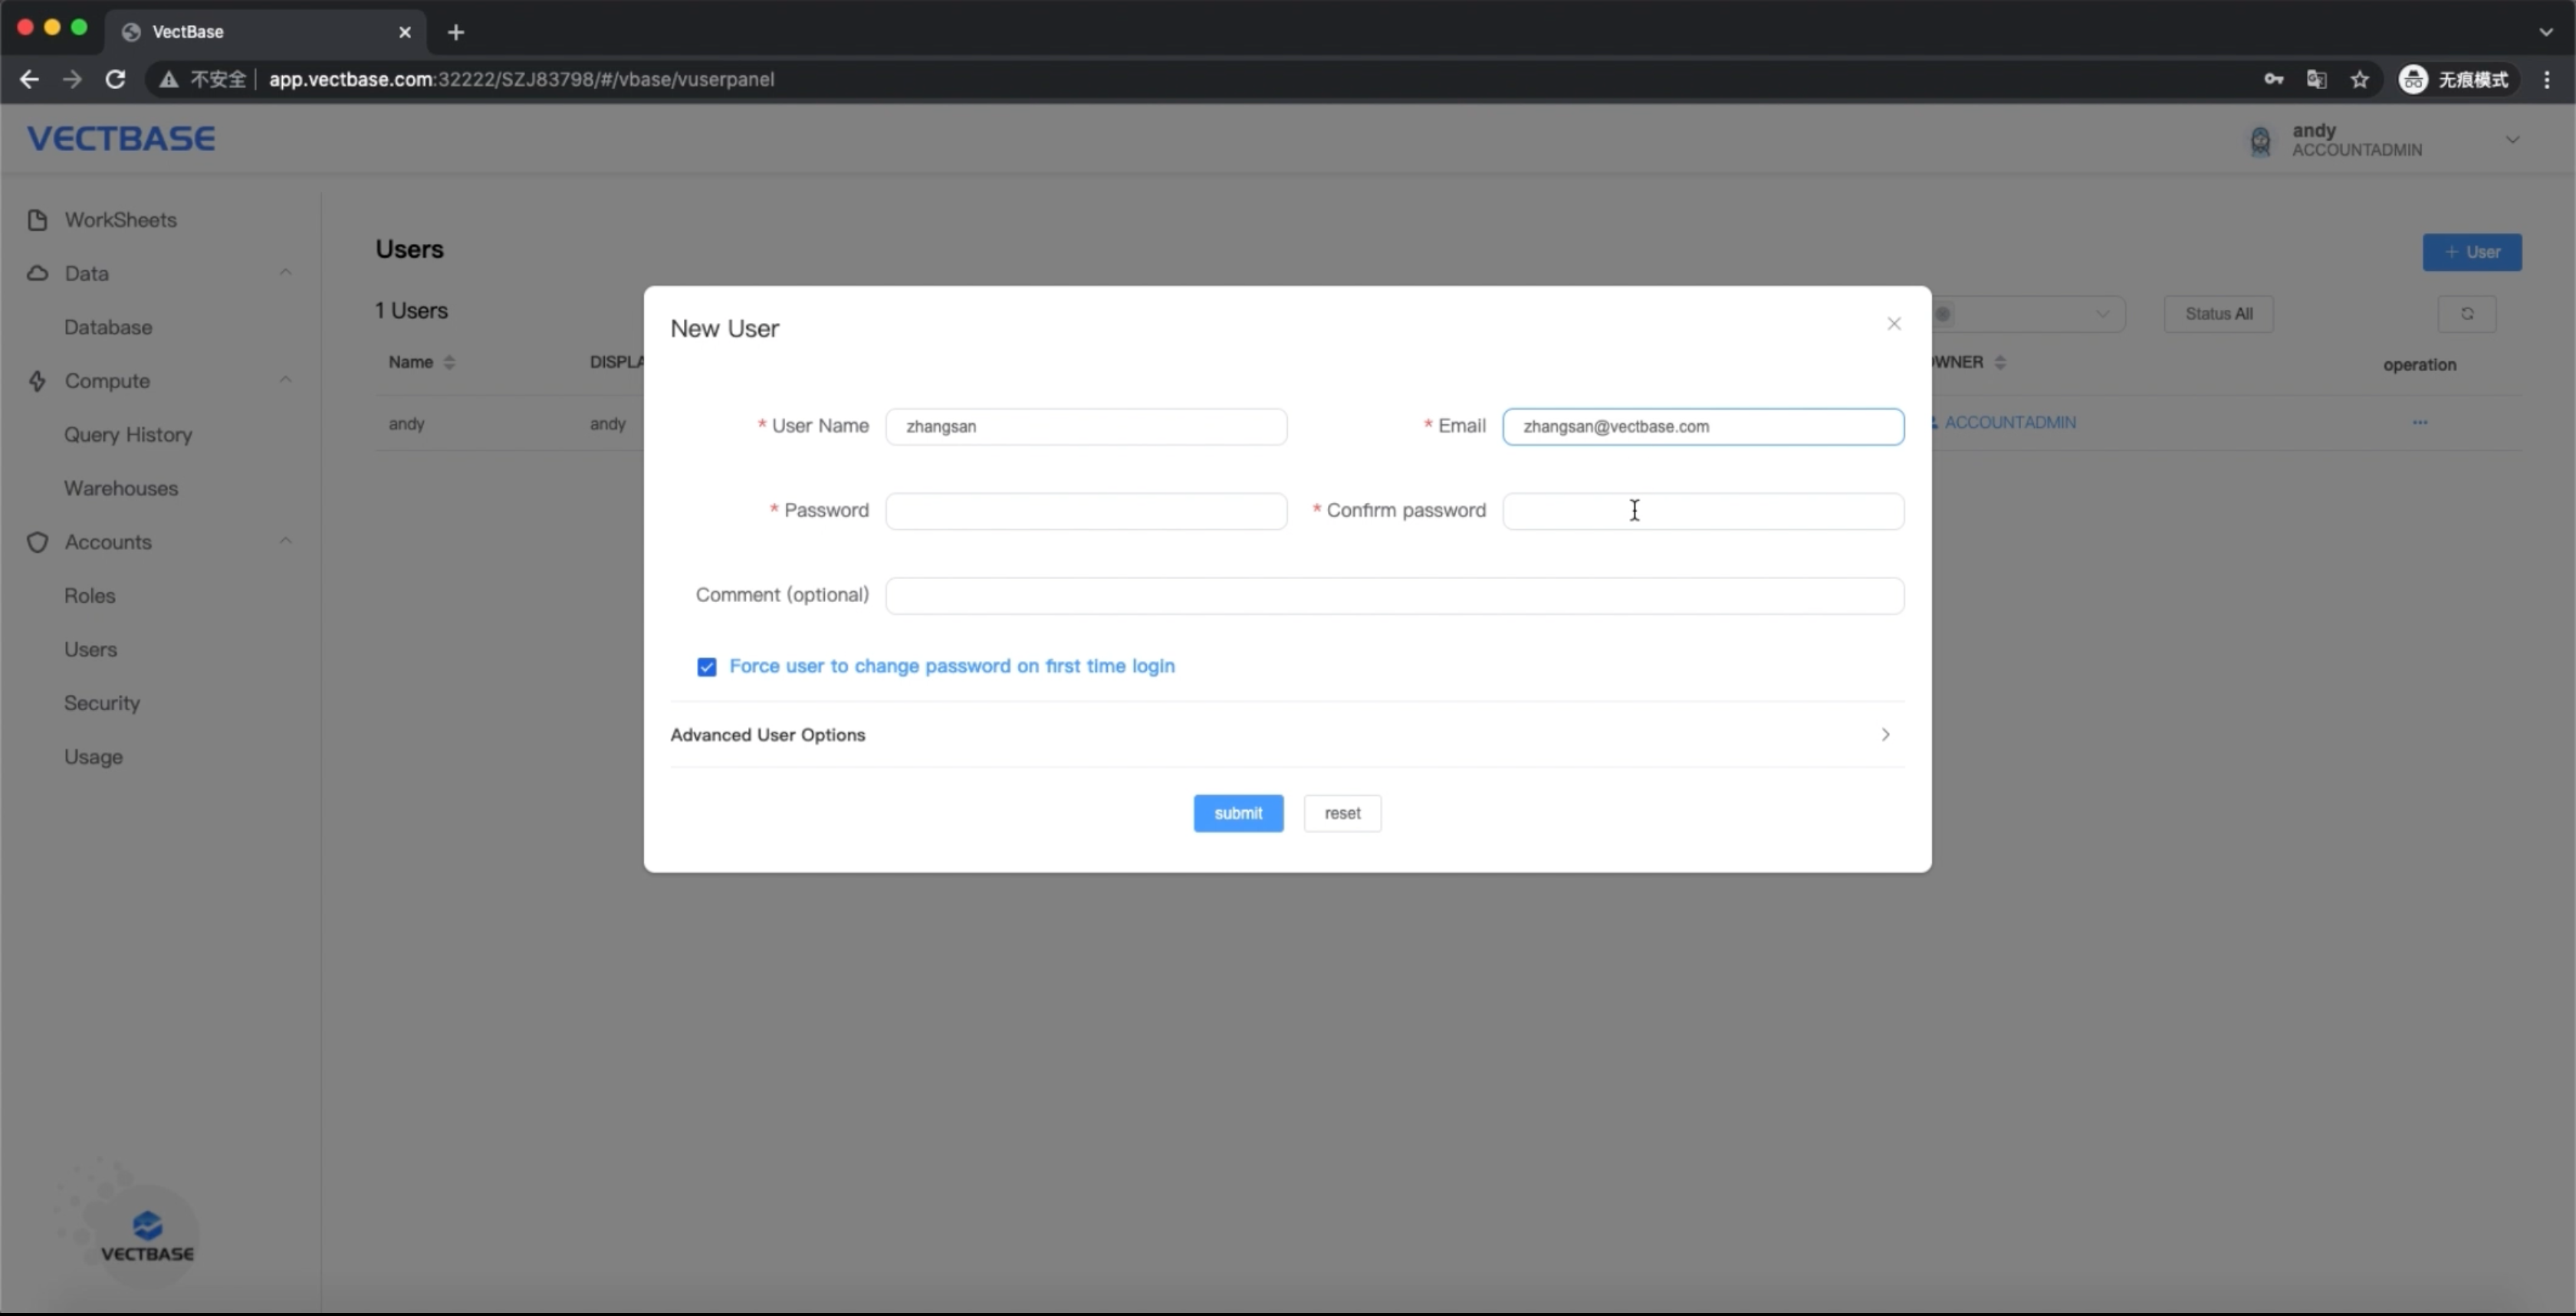 VectBase
不安全 app.vectbase.com:32222/SZJ83798/#/vbase/vuserpanel 无痕模式
VECTBASE
andy
ACCOUNTADMIN
WorkSheets
Data
Database
Compute
Query History
Warehouses
Accounts
Roles
Users
Security
Usage
VECTBASE
Users
+ User
1 Users
Status All
Name DISPLA OWNER operation
andy andy ACCOUNTADMIN ...
New User
* User Name zhangsan * Email zhangsan@vectbase.com
* Password * Confirm password
Comment (optional)
Force user to change password on first time login
Advanced User Options
submit reset